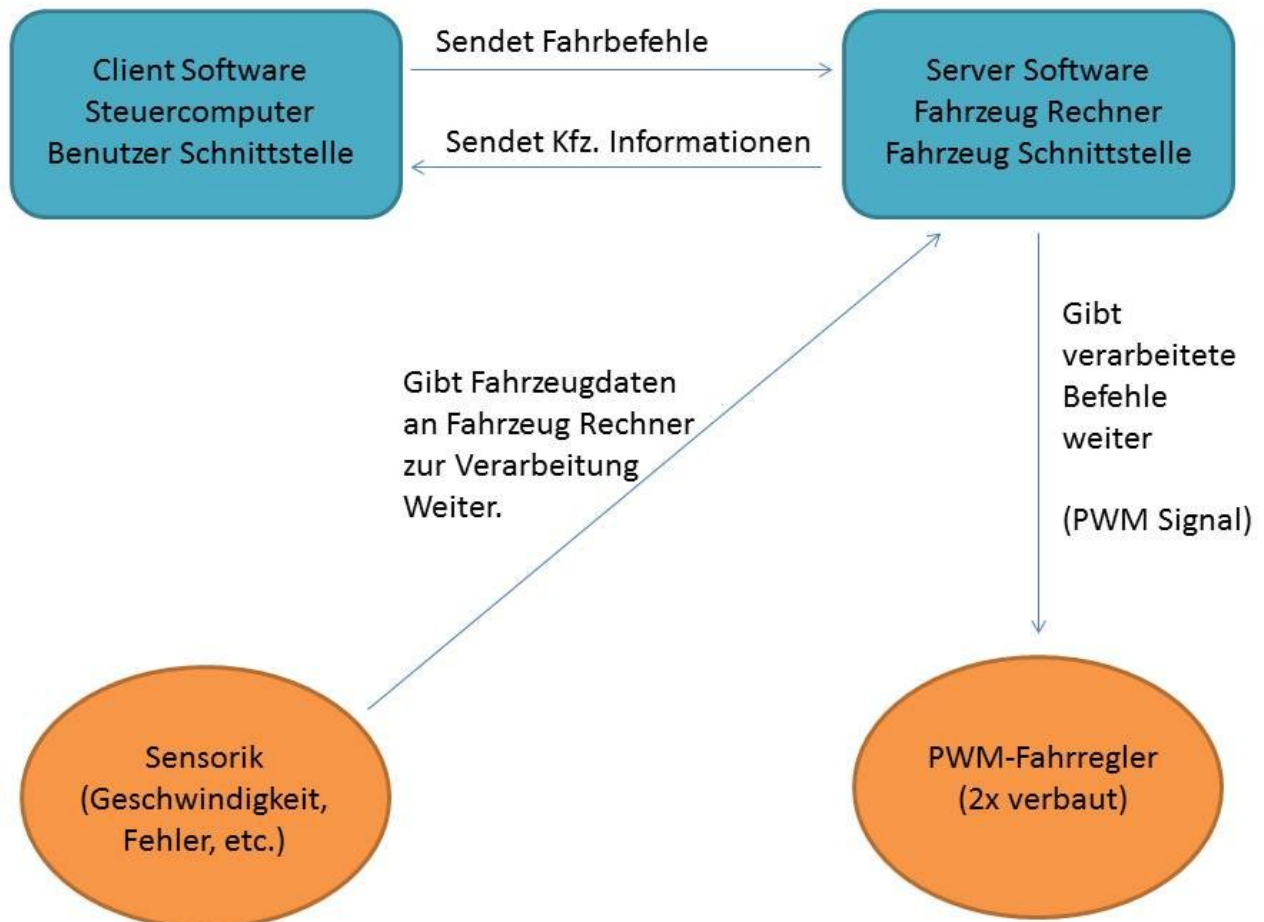 Client Software
Steuercomputer
Benutzer Schnittstelle
Sendet Fahrbefehle
Sendet Kfz. Informationen
Server Software
Fahrzeug Rechner
Fahrzeug Schnittstelle
Gibt Fahrzeugdaten
an Fahrzeug Rechner
zur Verarbeitung
Weiter.
Gibt
verarbeitete
Befehle
weiter
(PWM Signal)
Sensorik
(Geschwindigkeit,
Fehler, etc.)
PWM-Fahrregler
(2x verbaut)